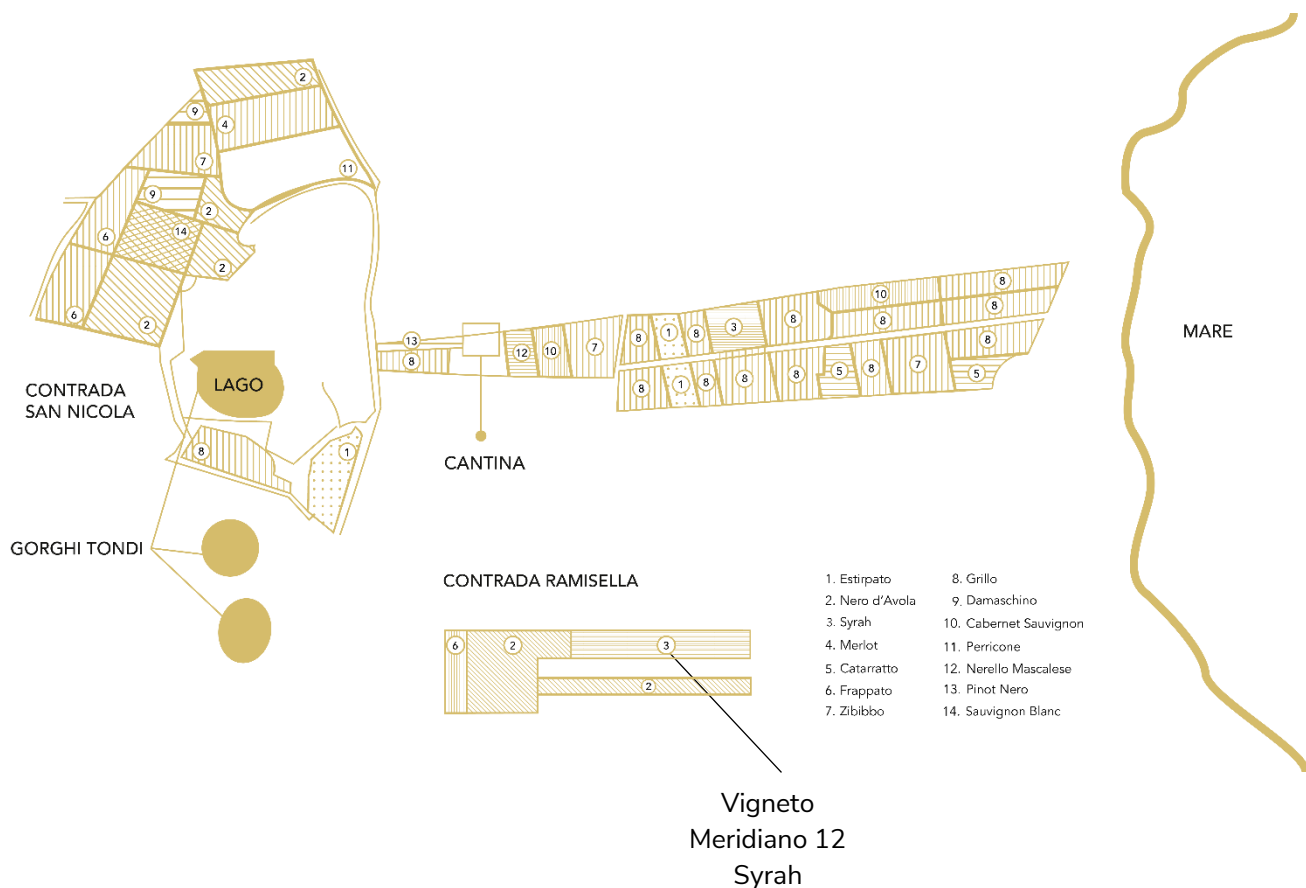 2
9
4
7
11
9
2
6
14
2
6
2
CONTRADA
SAN NICOLA
LAGO
8
1
GORGHI TONDI
13
8
12
10
7
8
1
8
3
8
10
8
8
8
8
8
1
8
8
8
5
8
7
5
CANTINA
MARE
CONTRADA RAMISELLA
6
2
3
2
1. Estirpato
2. Nero d'Avola
3. Syrah
4. Merlot
5. Catarratto
6. Frappato
7. Zibibbo
8. Grillo
9. Damaschino
10. Cabernet Sauvignon
11. Perricone
12. Nerello Mascalese
13. Pinot Nero
14. Sauvignon Blanc
Vigneto
Meridiano 12
Syrah